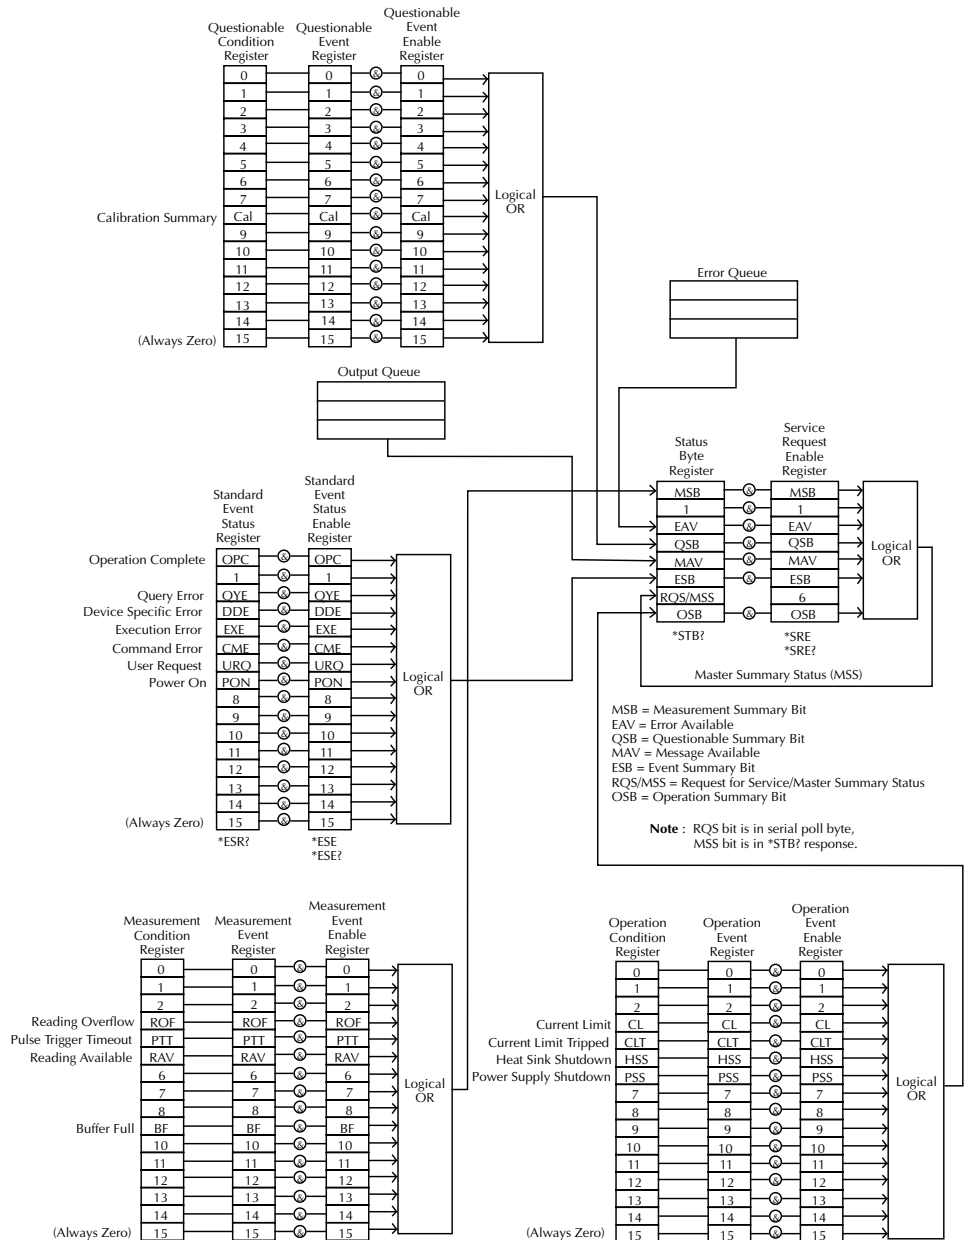 Questionable Condition Register
Questionable Event Register
Questionable Event Enable Register
0 0 & 0
1 1 & 1
2 2 & 2
3 3 & 3
4 4 & 4
5 5 & 5
6 6 & 6
7 7 & 7
Calibration Summary Cal Cal & Cal
9 9 & 9
10 10 & 10
11 11 & 11
12 12 & 12
13 13 & 13
14 14 & 14
(Always Zero) 15 15 & 15
Logical OR
Error Queue
Output Queue
Status Byte Register
Service Request Enable Register
MSB & MSB
1 & 1
EAV & EAV
QSB & QSB
MAV & MAV
ESB & ESB
RQS/MSS 6
OSB & OSB
*STB?
*SRE
*SRE?
Logical OR
Master Summary Status (MSS)
MSB = Measurement Summary Bit
EAV = Error Available
QSB = Questionable Summary Bit
MAV = Message Available
ESB = Event Summary Bit
RQS/MSS = Request for Service/Master Summary Status
OSB = Operation Summary Bit
Note : RQS bit is in serial poll byte,
MSS bit is in *STB? response.
Standard Event Status Register
Standard Event Status Enable Register
Operation Complete OPC & OPC
1 & 1
Query Error QYE & QYE
Device Specific Error DDE & DDE
Execution Error EXE & EXE
Command Error CME & CME
User Request URQ & URQ
Power On PON & PON
8 & 8
9 & 9
10 & 10
11 & 11
12 & 12
13 & 13
14 & 14
(Always Zero) 15 & 15
*ESR?
*ESE
*ESE?
Logical OR
Measurement Condition Register
Measurement Event Register
Measurement Event Enable Register
0 0 & 0
1 1 & 1
2 2 & 2
Reading Overflow ROF ROF & ROF
Pulse Trigger Timeout PTT PTT & PTT
Reading Available RAV RAV & RAV
6 6 & 6
7 7 & 7
8 8 & 8
Buffer Full BF BF & BF
10 10 & 10
11 11 & 11
12 12 & 12
13 13 & 13
14 14 & 14
(Always Zero) 15 15 & 15
Logical OR
Operation Condition Register
Operation Event Register
Operation Event Enable Register
0 0 & 0
1 1 & 1
2 2 & 2
Current Limit CL CL & CL
Current Limit Tripped CLT CLT & CLT
Heat Sink Shutdown HSS HSS & HSS
Power Supply Shutdown PSS PSS & PSS
7 7 & 7
8 8 & 8
9 9 & 9
10 10 & 10
11 11 & 11
12 12 & 12
13 13 & 13
14 14 & 14
(Always Zero) 15 15 & 15
Logical OR